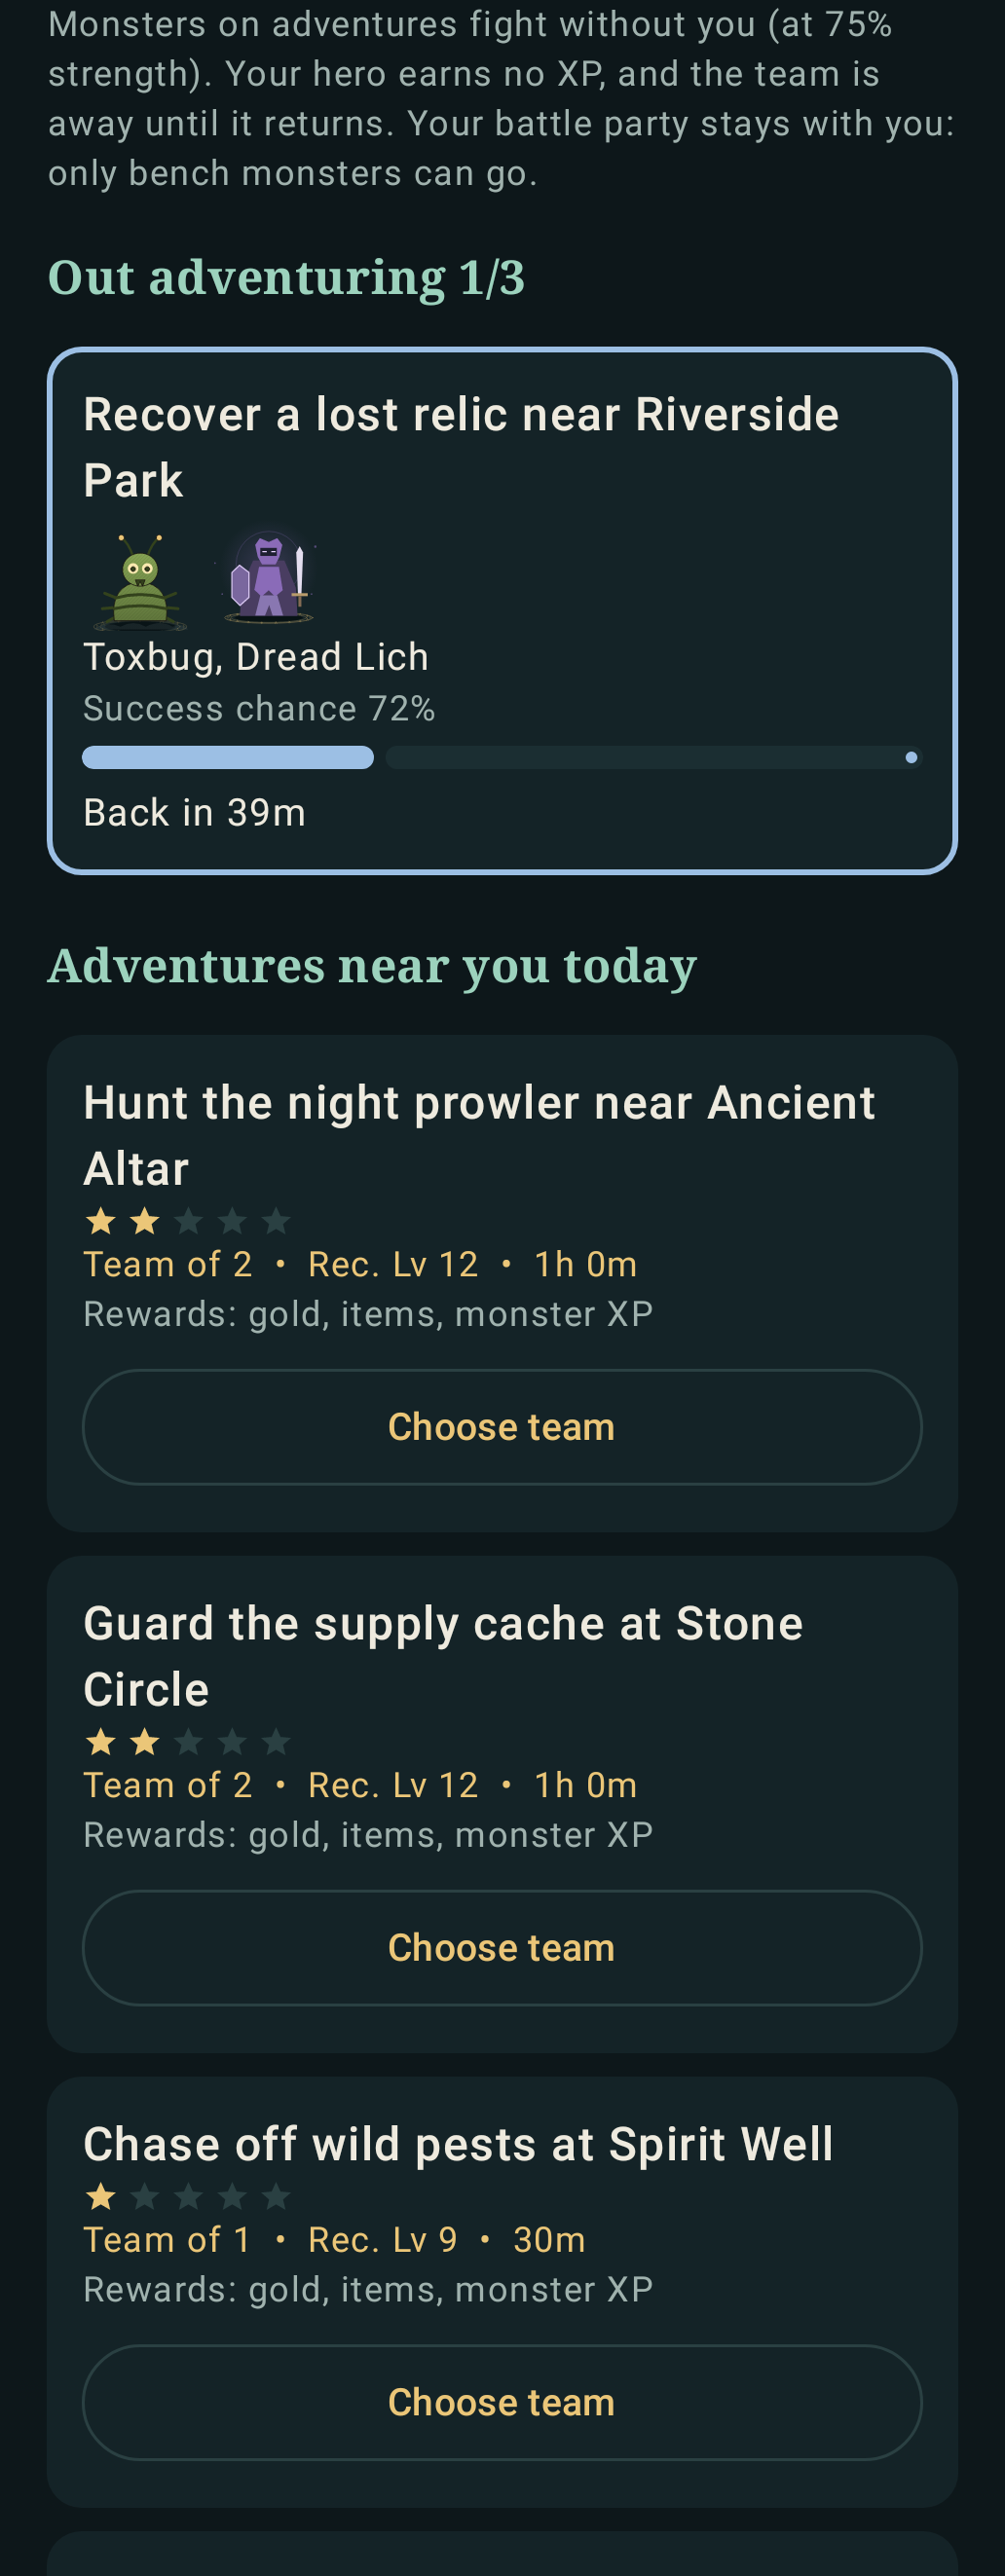 Monsters on adventures fight without you (at 75%
strength). Your hero earns no XP, and the team is
away until it returns. Your battle party stays with you:
only bench monsters can go.
Out adventuring 1/3
Recover a lost relic near Riverside
Park
Toxbug, Dread Lich
Success chance 72%
Back in 39m
Adventures near you today
Hunt the night prowler near Ancient
Altar
Team of 2 • Rec. Lv 12 • 1h 0m
Rewards: gold, items, monster XP
Choose team
Guard the supply cache at Stone
Circle
Team of 2 • Rec. Lv 12 • 1h 0m
Rewards: gold, items, monster XP
Choose team
Chase off wild pests at Spirit Well
Team of 1 • Rec. Lv 9 • 30m
Rewards: gold, items, monster XP
Choose team